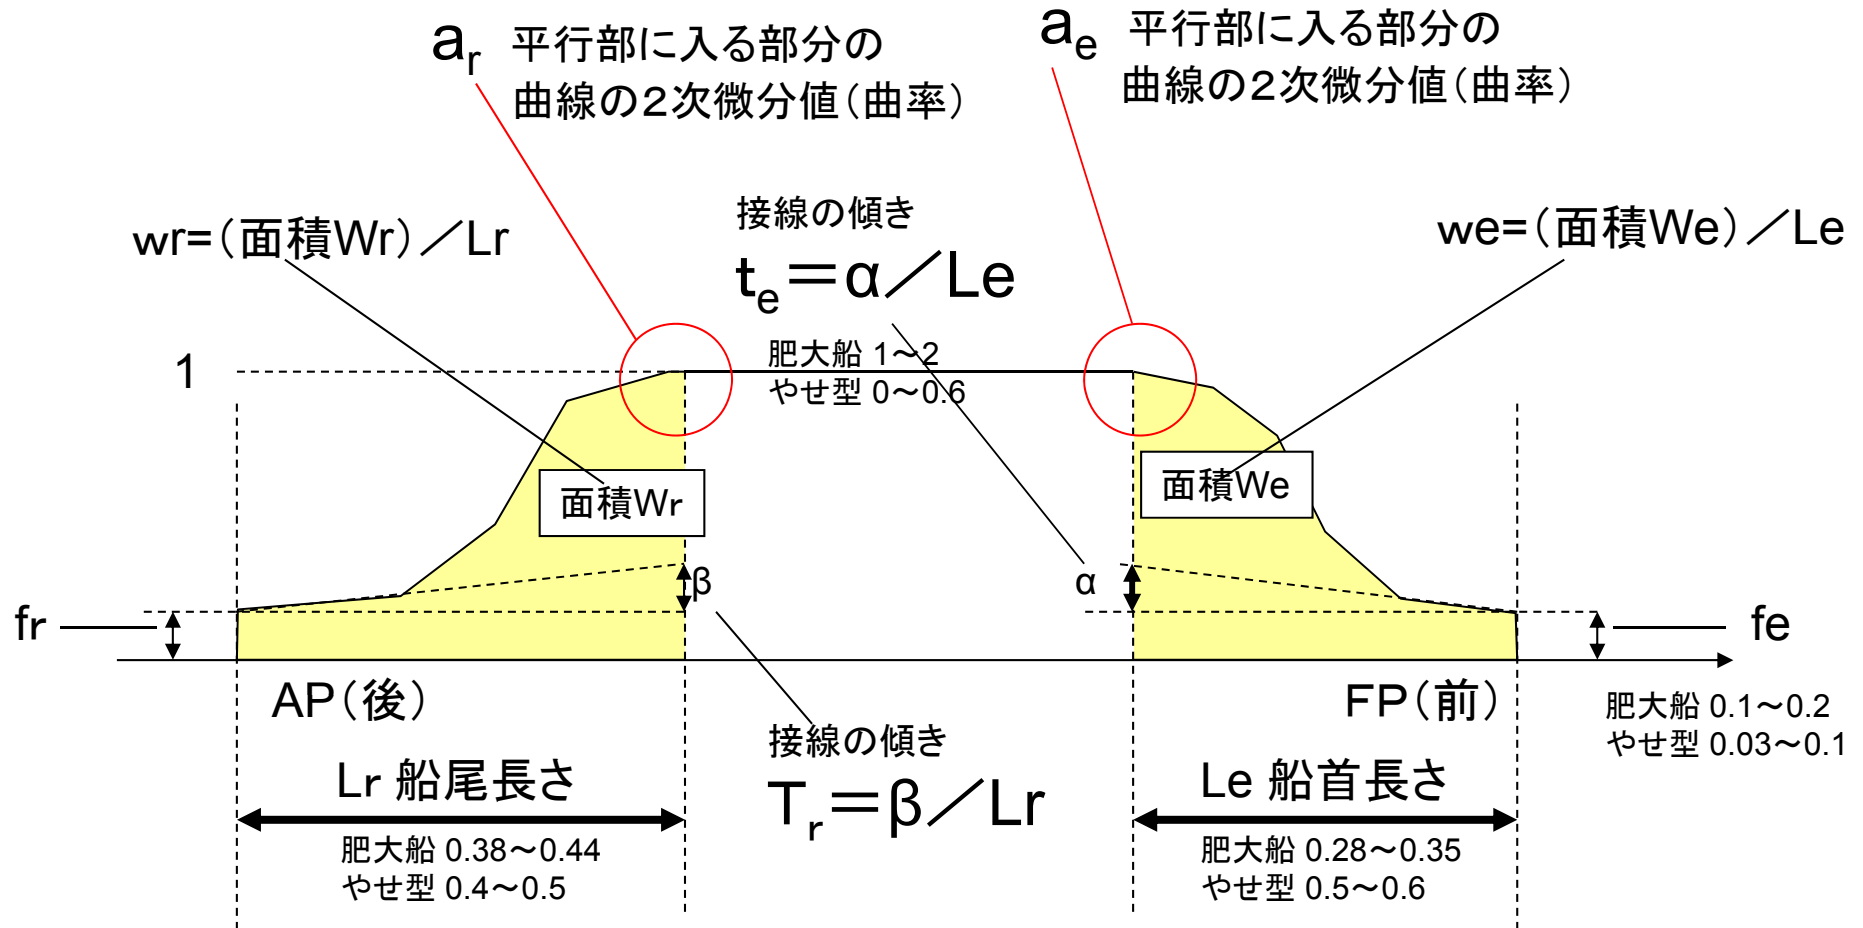 ar 平行部に入る部分の
曲線の2次微分値(曲率)
ae 平行部に入る部分の
曲線の2次微分値(曲率)
接線の傾き
te=α/Le
wr=(面積Wr)/Lr
we=(面積We)/Le
肥大船 1~2
やせ型 0~0.6
1
面積Wr
面積We
β
α
fr
fe
AP(後)
FP(前)
肥大船 0.1~0.2
やせ型 0.03~0.1
接線の傾き
Tr=β/Lr
Lr 船尾長さ
肥大船 0.38~0.44
やせ型 0.4~0.5
Le 船首長さ
肥大船 0.28~0.35
やせ型 0.5~0.6